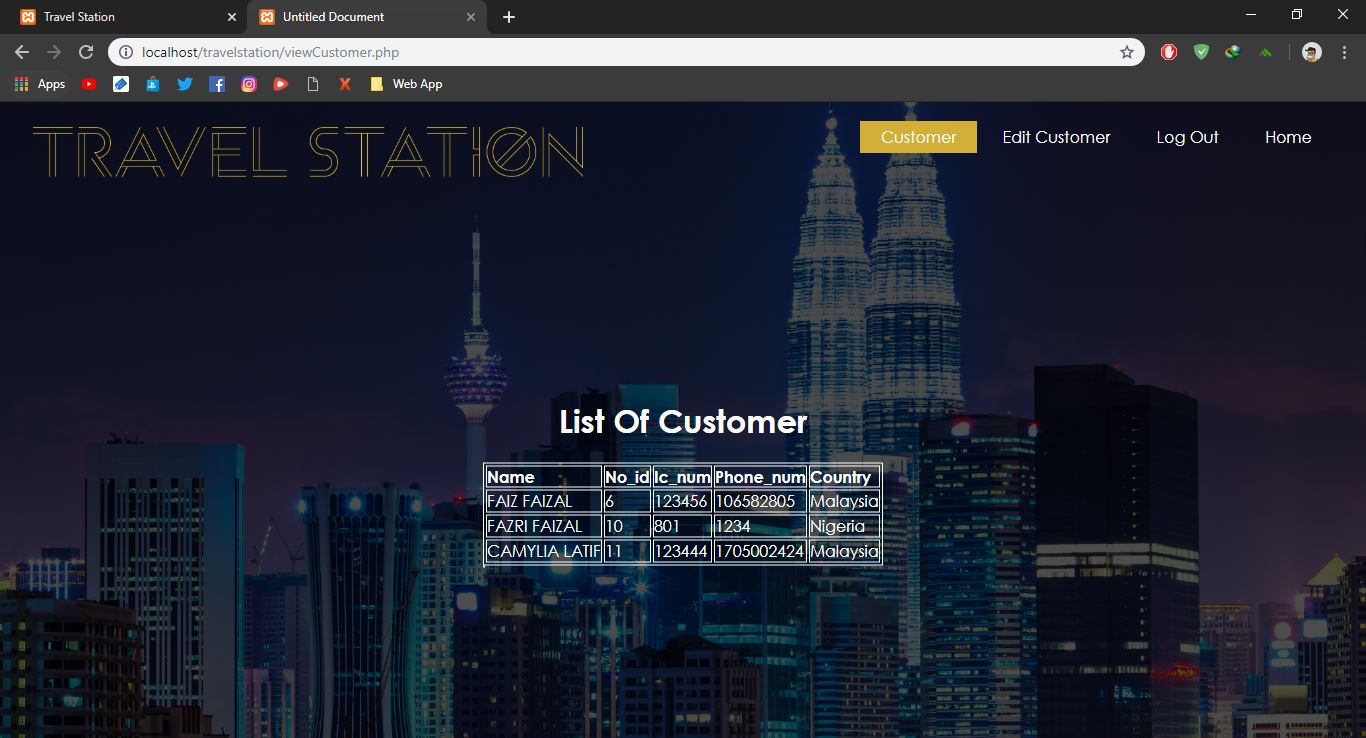 Travel Station
Untitled Document
localhost/travelstation/viewCustomer.php
Apps
Web App
TRAVEL STATION
Customer Edit Customer Log Out Home
List Of Customer
Name No_id Ic_num Phone_num Country
FAIZ FAIZAL 6 123456 106582805 Malaysia
FAZRI FAIZAL 10 801 1234 Nigeria
CAMYLIA LATIF 11 123444 1705002424 Malaysia